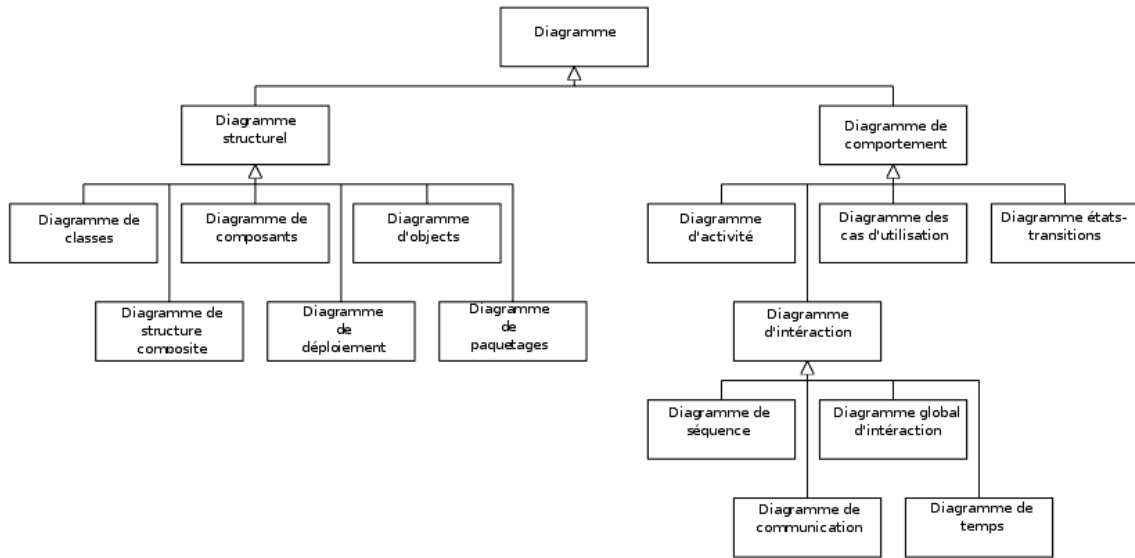 Diagramme
Diagramme
structurel
Diagramme de
comportement
Diagramme de
classes
Diagramme de
composants
Diagramme
d'objects
Diagramme
d'activité
Diagramme des
cas d'utilisation
Diagramme états-
transitions
Diagramme de
structure
composite
Diagramme
de
déploiement
Diagramme
de
paquetages
Diagramme
d'intéraction
Diagramme de
séquence
Diagramme global
d'intéraction
Diagramme de
communication
Diagramme de
temps